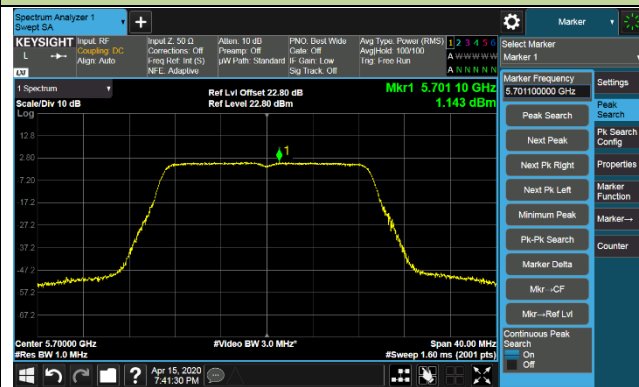 Spectrum Analyzer 1
Swept SA
+
Marker
KEYSIGHT
L
LXI
Input: RF
Coupling: DC
Align: Auto
Input Z: 50 Ω
Corrections: Off
Freq Ref: Int (S)
NFE: Adaptive
Atten: 10 dB
Preamp: Off
µW Path: Standard
PNO: Best Wide
Gate: Off
IF Gain: Low
Sig Track: Off
Avg Type: Power (RMS)
Avg|Hold: 100/100
Trig: Free Run
1 2 3 4 5 6
A W W W W W
A N N N N N
Select Marker
Marker 1
1 Spectrum
Scale/Div 10 dB
Log
Ref Lvl Offset 22.80 dB
Ref Level 22.80 dBm
Mkr1 5.701 10 GHz
1.143 dBm
12.8
2.80
-7.20
-17.2
-27.2
-37.2
-47.2
-57.2
-67.2
1
Center 5.70000 GHz
#Res BW 1.0 MHz
#Video BW 3.0 MHz*
Span 40.00 MHz
#Sweep 1.60 ms (2001 pts)
Marker Frequency
5.701100000 GHz
Peak Search
Next Peak
Next Pk Right
Next Pk Left
Minimum Peak
Pk-Pk Search
Marker Delta
Mkr→CF
Mkr→Ref Lvl
Continuous Peak
Search
On
Off
Settings
Peak
Search
Pk Search
Config
Properties
Marker
Function
Marker→
Counter
?
Apr 15, 2020
7:41:30 PM